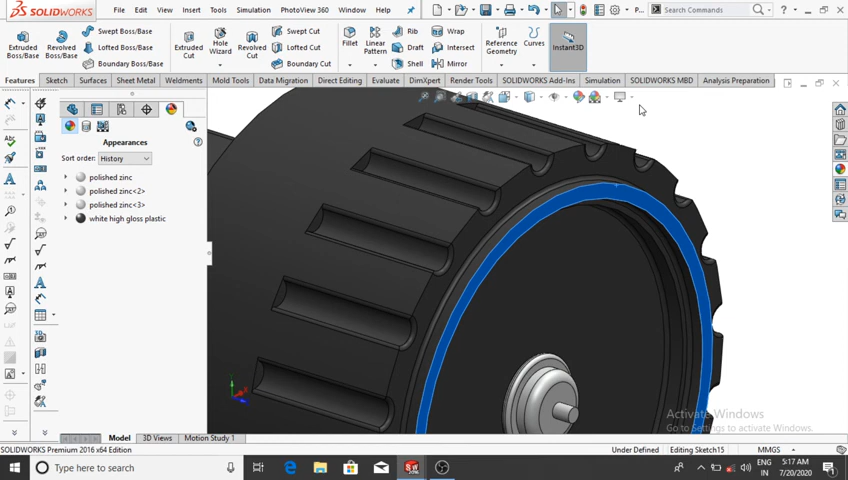 SOLIDWORKS File Edit View Insert Tools Simulation PhotoView 360 Window Help P... Search Commands
Extruded Boss/Base Revolved Boss/Base Swept Boss/Base Lofted Boss/Base Boundary Boss/Base Extruded Cut Hole Wizard Revolved Cut Swept Cut Lofted Cut Boundary Cut Fillet Linear Pattern Rib Draft Shell Wrap Intersect Mirror Reference Geometry Curves Instant3D
Features Sketch Surfaces Sheet Metal Weldments Mold Tools Data Migration Direct Editing Evaluate DimXpert Render Tools SOLIDWORKS Add-Ins Simulation SOLIDWORKS MBD Analysis Preparation
Appearances
Sort order: History
polished zinc
polished zinc<2>
polished zinc<3>
white high gloss plastic
Activate Windows
Go to Settings to activate Windows.
Model 3D Views Motion Study 1
SOLIDWORKS Premium 2016 x64 Edition Under Defined Editing Sketch15 MMGS
Type here to search ENG IN 5:17 AM 7/20/2020